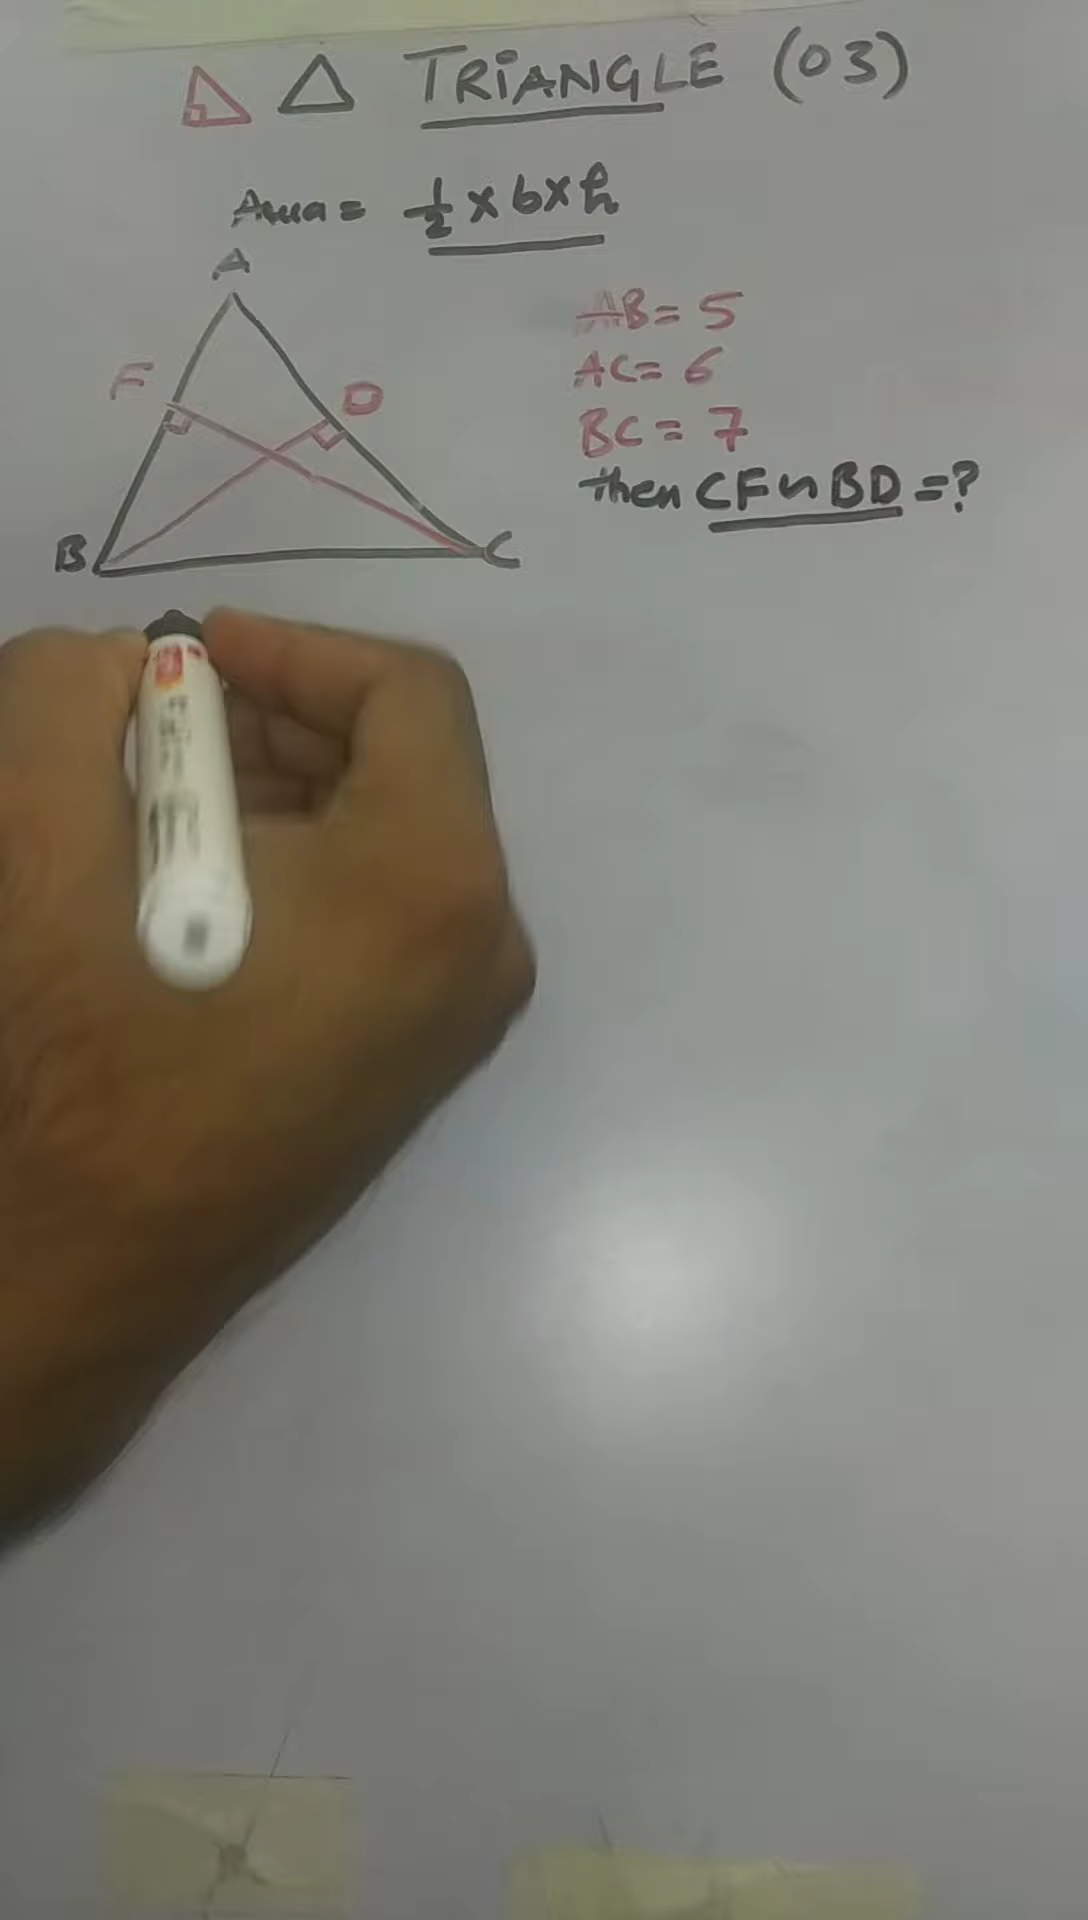 TRiANGLE (03)
Area = 1/2 × b × h
A
F
D
B
C
AB = 5
AC = 6
BC = 7
then CF n BD = ?